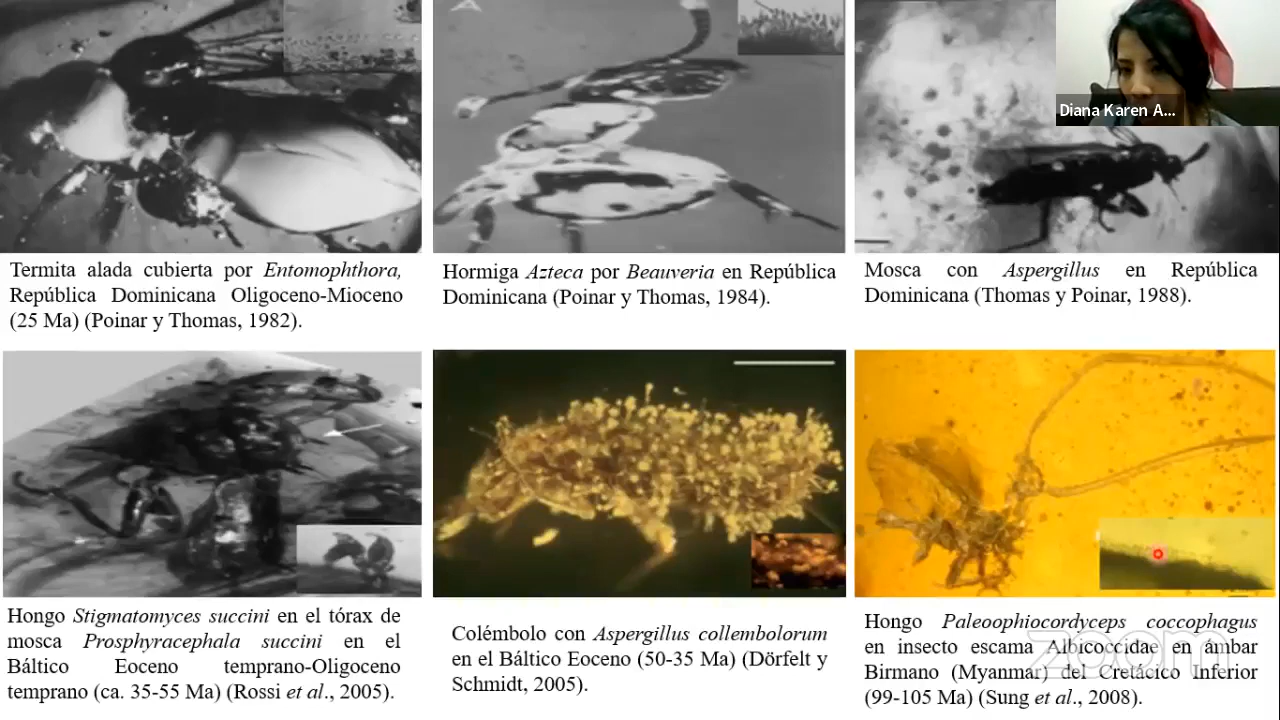 A
Diana Karen A...
Termita alada cubierta por Entomophthora,
República Dominicana Oligoceno-Mioceno
(25 Ma) (Poinar y Thomas, 1982).
Hormiga Azteca por Beauveria en República
Dominicana (Poinar y Thomas, 1984).
Mosca con Aspergillus en República
Dominicana (Thomas y Poinar, 1988).
Hongo Stigmatomyces succini en el tórax de
mosca Prosphyracephala succini en el
Báltico Eoceno temprano-Oligoceno
temprano (ca. 35-55 Ma) (Rossi et al., 2005).
Colémbolo con Aspergillus collembolorum
en el Báltico Eoceno (50-35 Ma) (Dörfelt y
Schmidt, 2005).
Hongo Paleoophiocordyceps coccophagus
en insecto escama Albicoccidae en ámbar
Birmano (Myanmar) del Cretácico Inferior
(99-105 Ma) (Sung et al., 2008).
zoom